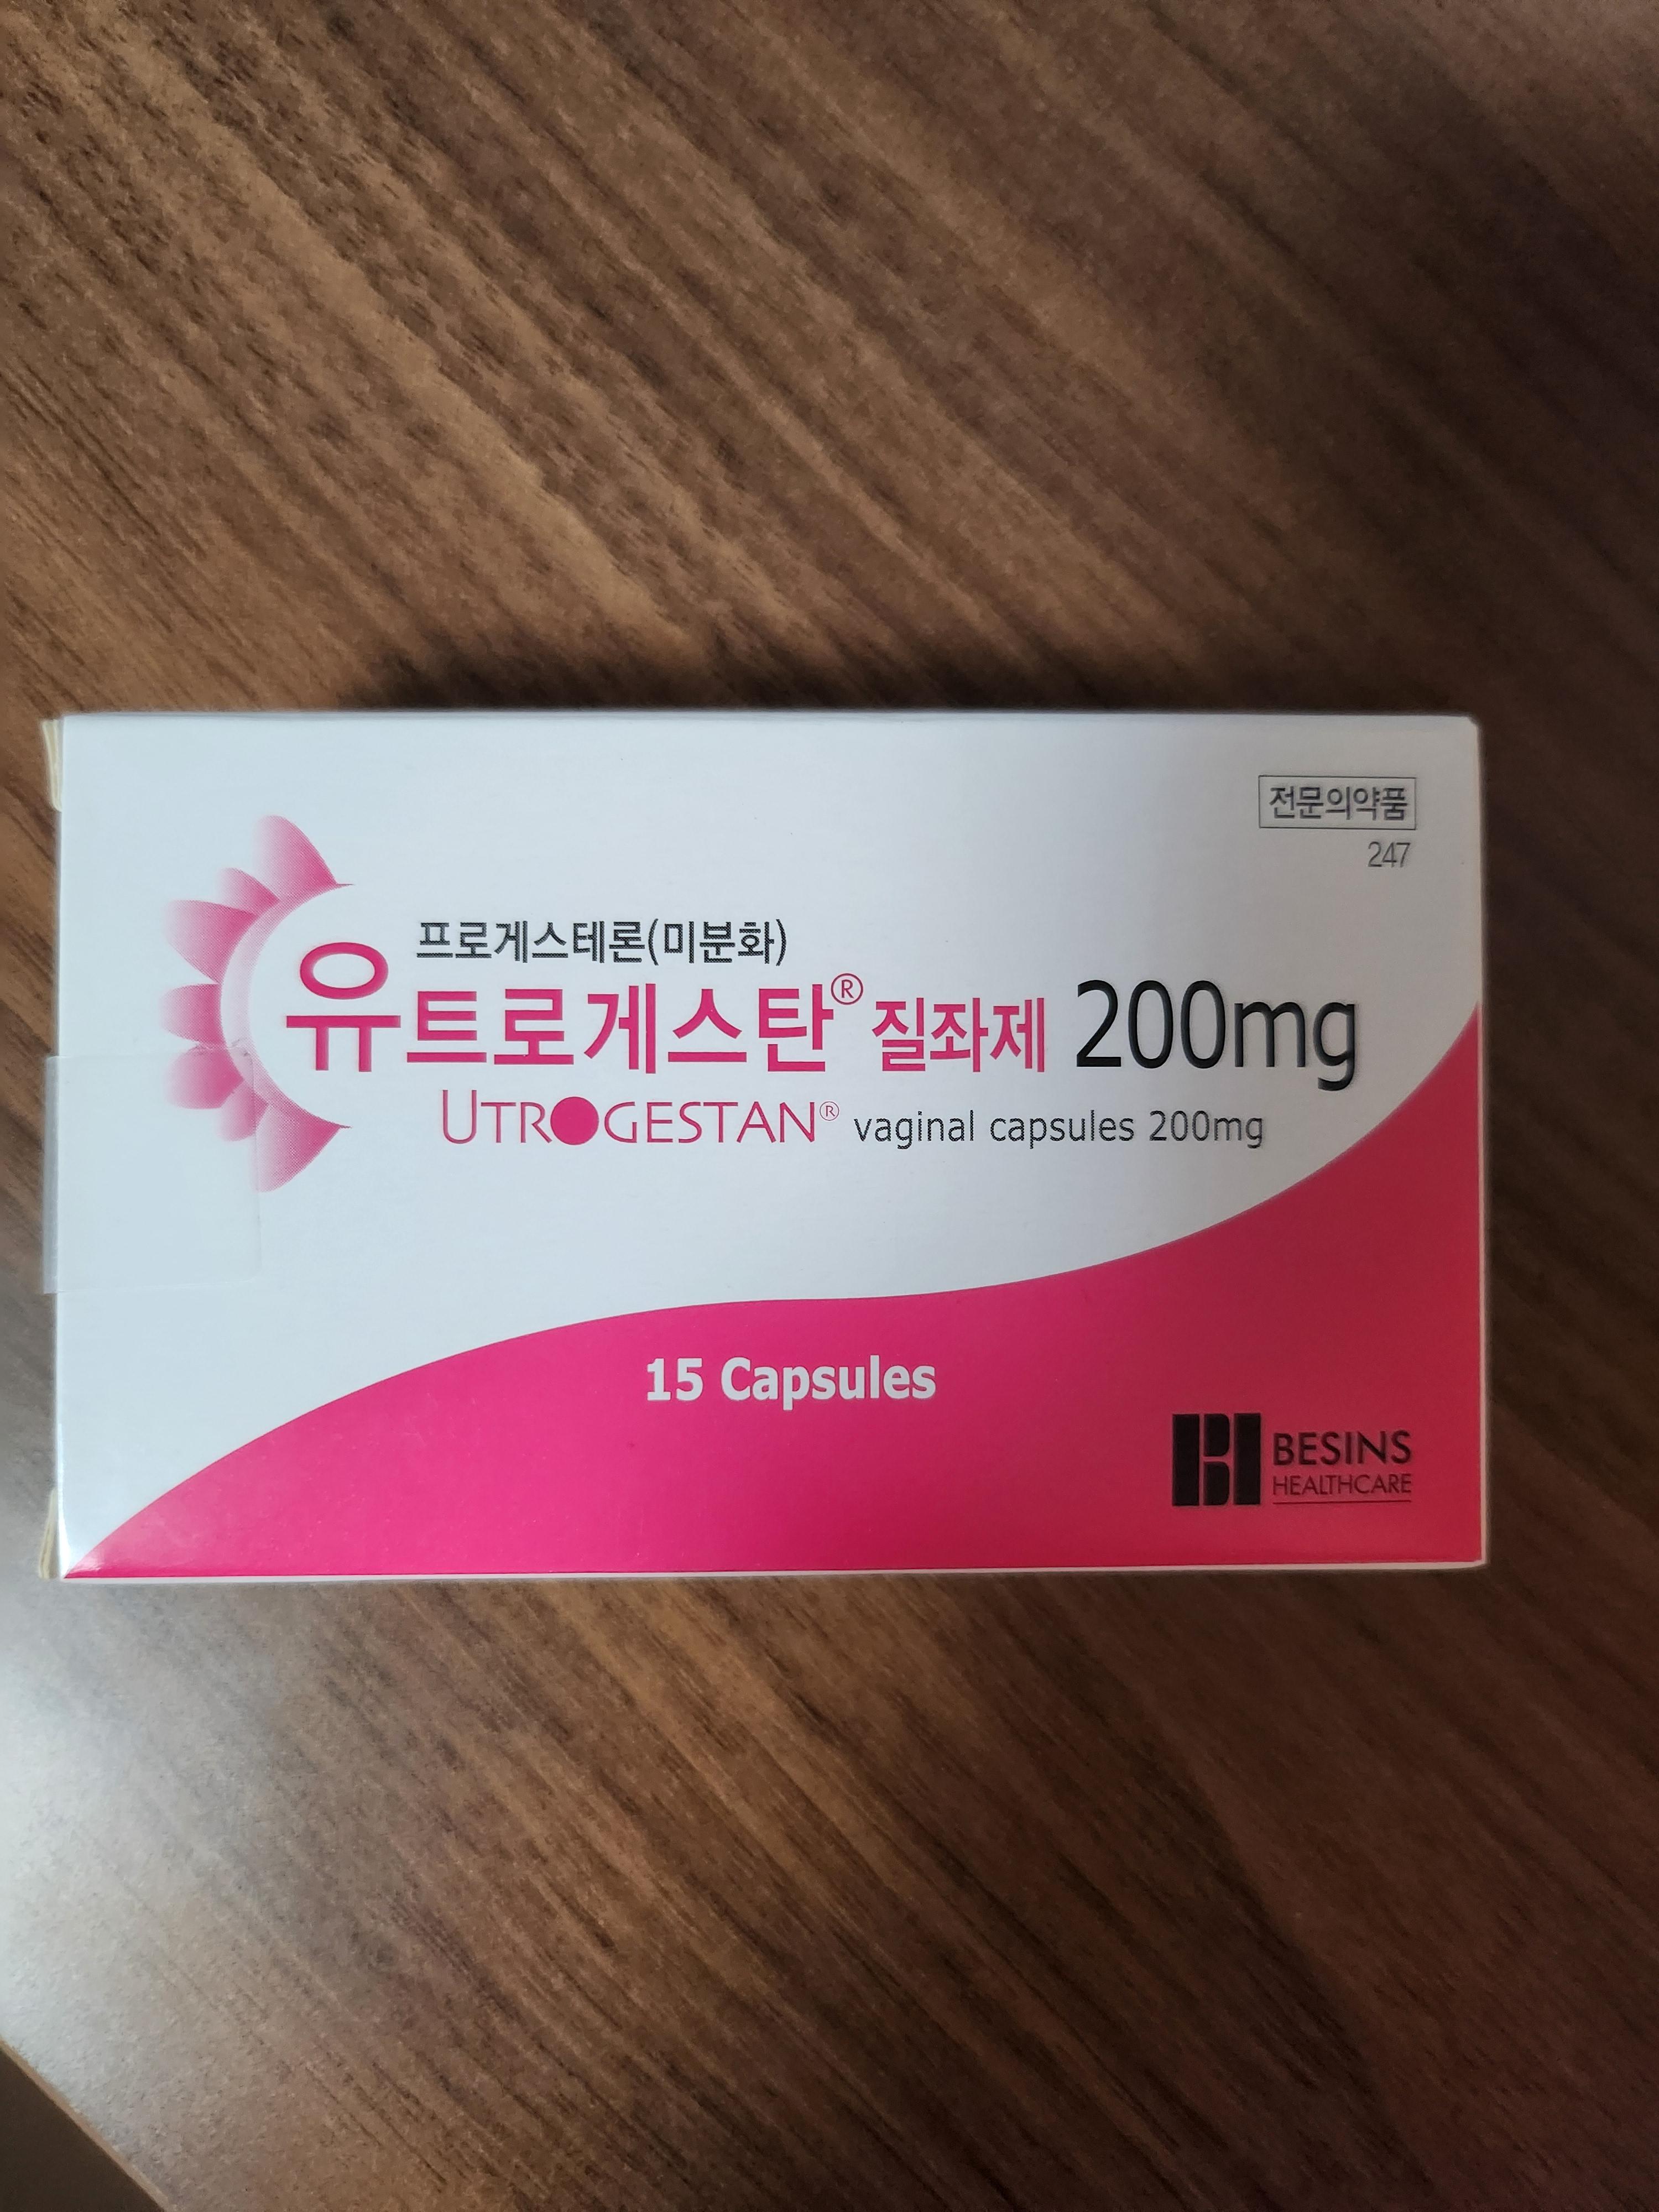 전문의약품
247
프로게스테론(미분화)
유트로게스탄® 질좌제 200mg
UTROGESTAN® vaginal capsules 200mg
15 Capsules
BESINS
HEALTHCARE